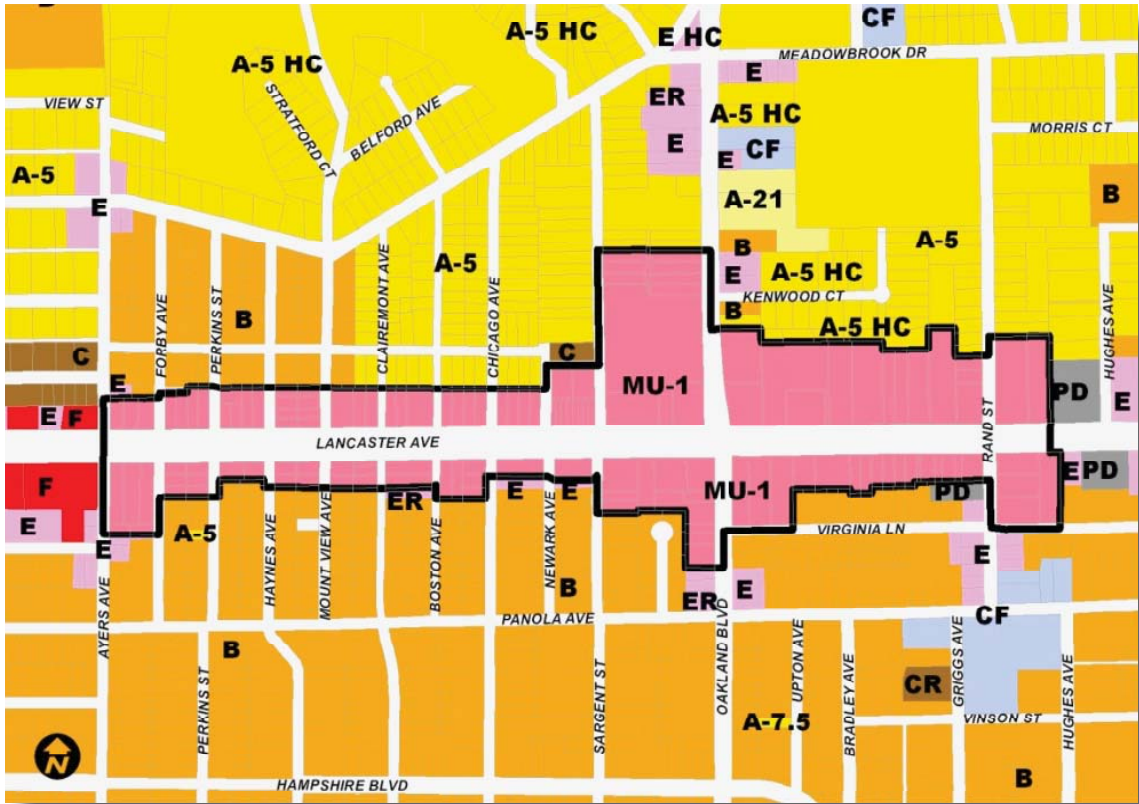 CF
A-5 HC
E HC
MEADOWBROOK DR
A-5 HC
E
VIEW ST
STRATFORD CT
BELFORD AVE
ER
A-5 HC
MORRIS CT
E
CF
E
A-5
A-21
B
E
A-5
B
A-5
E
A-5 HC
KENWOOD CT
B
B
FORBY AVE
PERKINS ST
CLAIREMONT AVE
CHICAGO AVE
A-5 HC
HUGHES AVE
C
C
E
MU-1
PD
E
E
F
LANCASTER AVE
RAND ST
F
E
PD
E
E
ER
MU-1
PD
E
A-5
VIRGINIA LN
E
E
HAYNES AVE
MOUNT VIEW AVE
BOSTON AVE
NEWARK AVE
B
ER
E
AYERS AVE
PANOLA AVE
CF
B
PERKINS ST
SARGENT ST
OAKLAND BLVD
UPTON AVE
BRADLEY AVE
GRIGGS AVE
HUGHES AVE
CR
A-7.5
VINSON ST
N
HAMPSHIRE BLVD
B